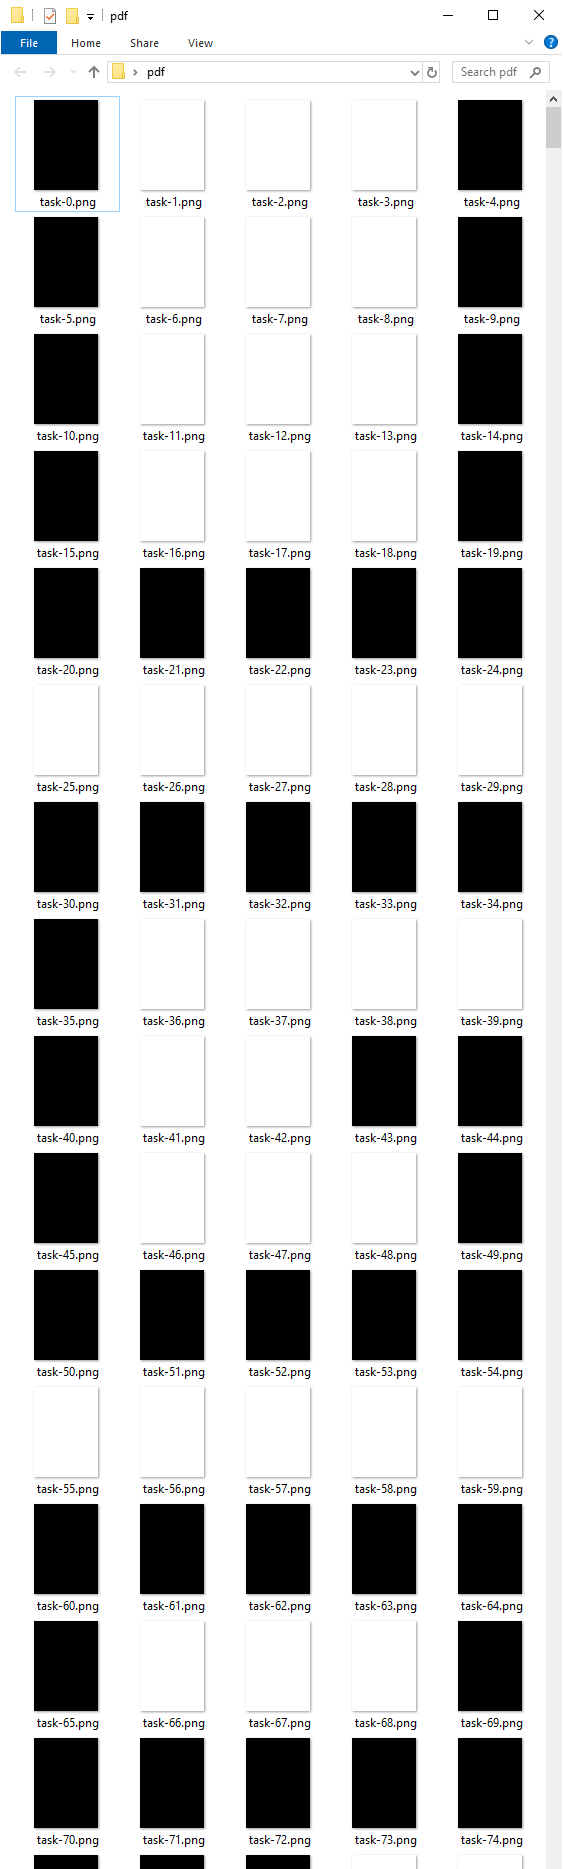 pdf
File Home Share View
pdf Search pdf
task-0.png task-1.png task-2.png task-3.png task-4.png
task-5.png task-6.png task-7.png task-8.png task-9.png
task-10.png task-11.png task-12.png task-13.png task-14.png
task-15.png task-16.png task-17.png task-18.png task-19.png
task-20.png task-21.png task-22.png task-23.png task-24.png
task-25.png task-26.png task-27.png task-28.png task-29.png
task-30.png task-31.png task-32.png task-33.png task-34.png
task-35.png task-36.png task-37.png task-38.png task-39.png
task-40.png task-41.png task-42.png task-43.png task-44.png
task-45.png task-46.png task-47.png task-48.png task-49.png
task-50.png task-51.png task-52.png task-53.png task-54.png
task-55.png task-56.png task-57.png task-58.png task-59.png
task-60.png task-61.png task-62.png task-63.png task-64.png
task-65.png task-66.png task-67.png task-68.png task-69.png
task-70.png task-71.png task-72.png task-73.png task-74.png